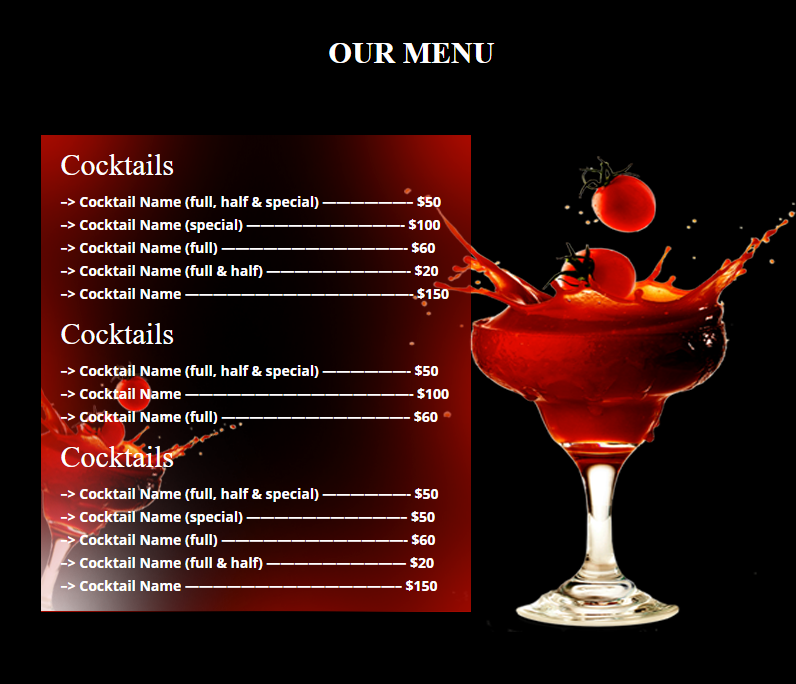 OUR MENU
Cocktails
--> Cocktail Name (full, half & special) ------------------- $50
--> Cocktail Name (special) --------------------------------- $100
--> Cocktail Name (full) --------------------------------------- $60
--> Cocktail Name (full & half) ------------------------------ $20
--> Cocktail Name ----------------------------------------------- $150
Cocktails
--> Cocktail Name (full, half & special) ------------------- $50
--> Cocktail Name ----------------------------------------------- $100
--> Cocktail Name (full) --------------------------------------- $60
Cocktails
--> Cocktail Name (full, half & special) ------------------- $50
--> Cocktail Name (special) --------------------------------- $50
--> Cocktail Name (full) --------------------------------------- $60
--> Cocktail Name (full & half) ----------------------------- $20
--> Cocktail Name --------------------------------------------- $150